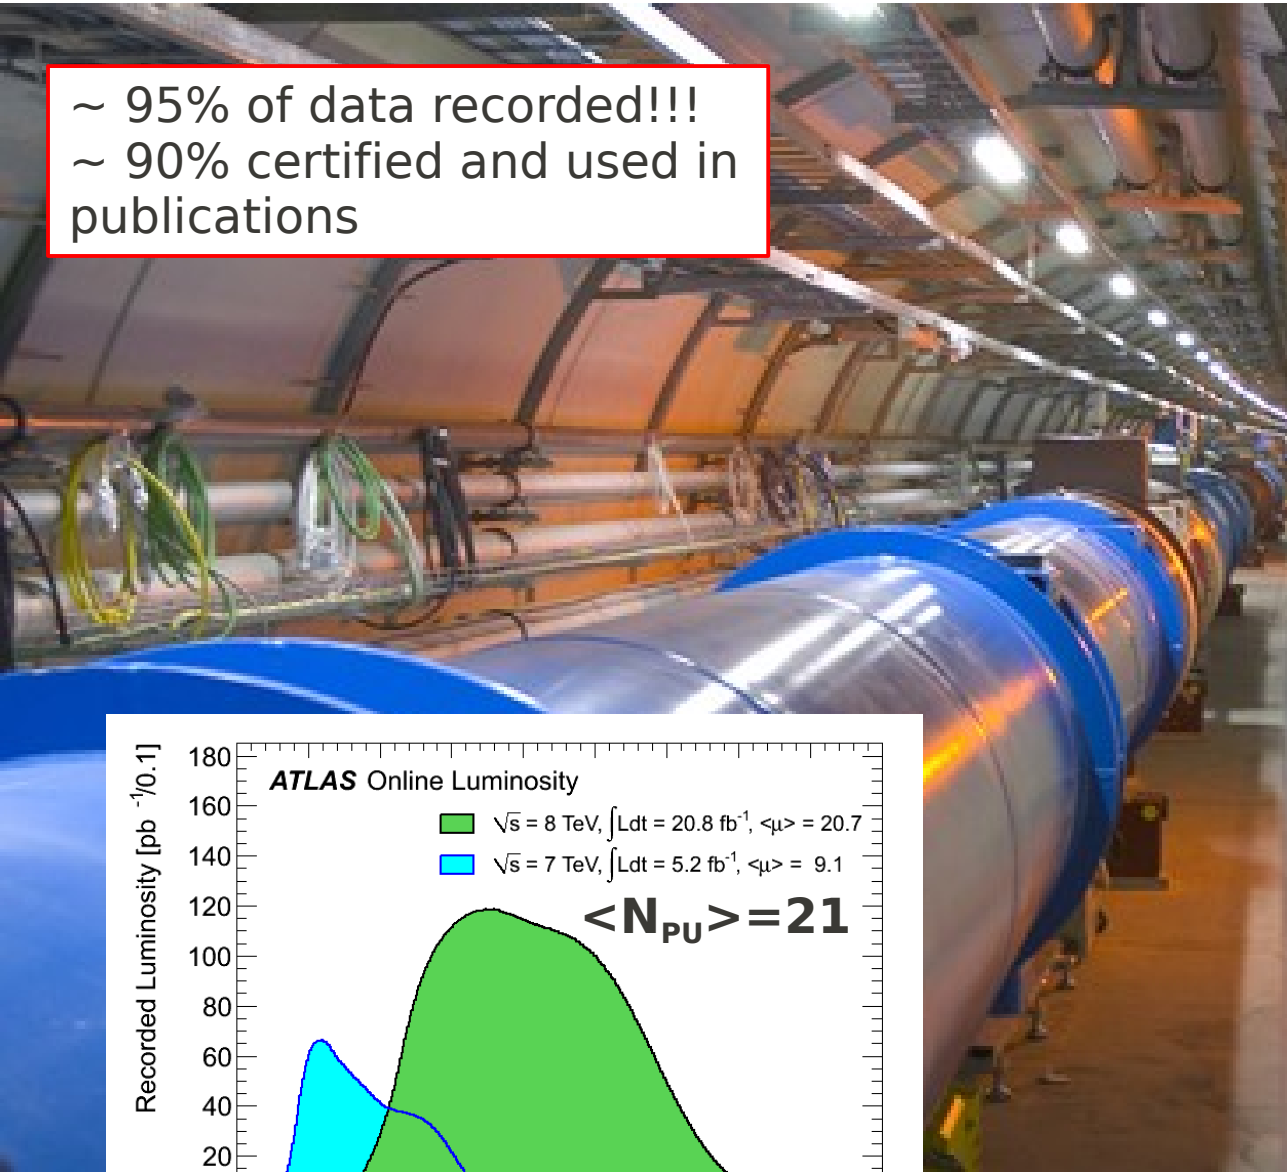 ~ 95% of data recorded!!!
~ 90% certified and used in
publications
Recorded Luminosity [pb⁻¹/0.1]
180
160
140
120
100
80
60
40
20
ATLAS Online Luminosity
√s = 8 TeV, ∫Ldt = 20.8 fb⁻¹, <μ> = 20.7
√s = 7 TeV, ∫Ldt = 5.2 fb⁻¹, <μ> = 9.1
<N_PU>=21